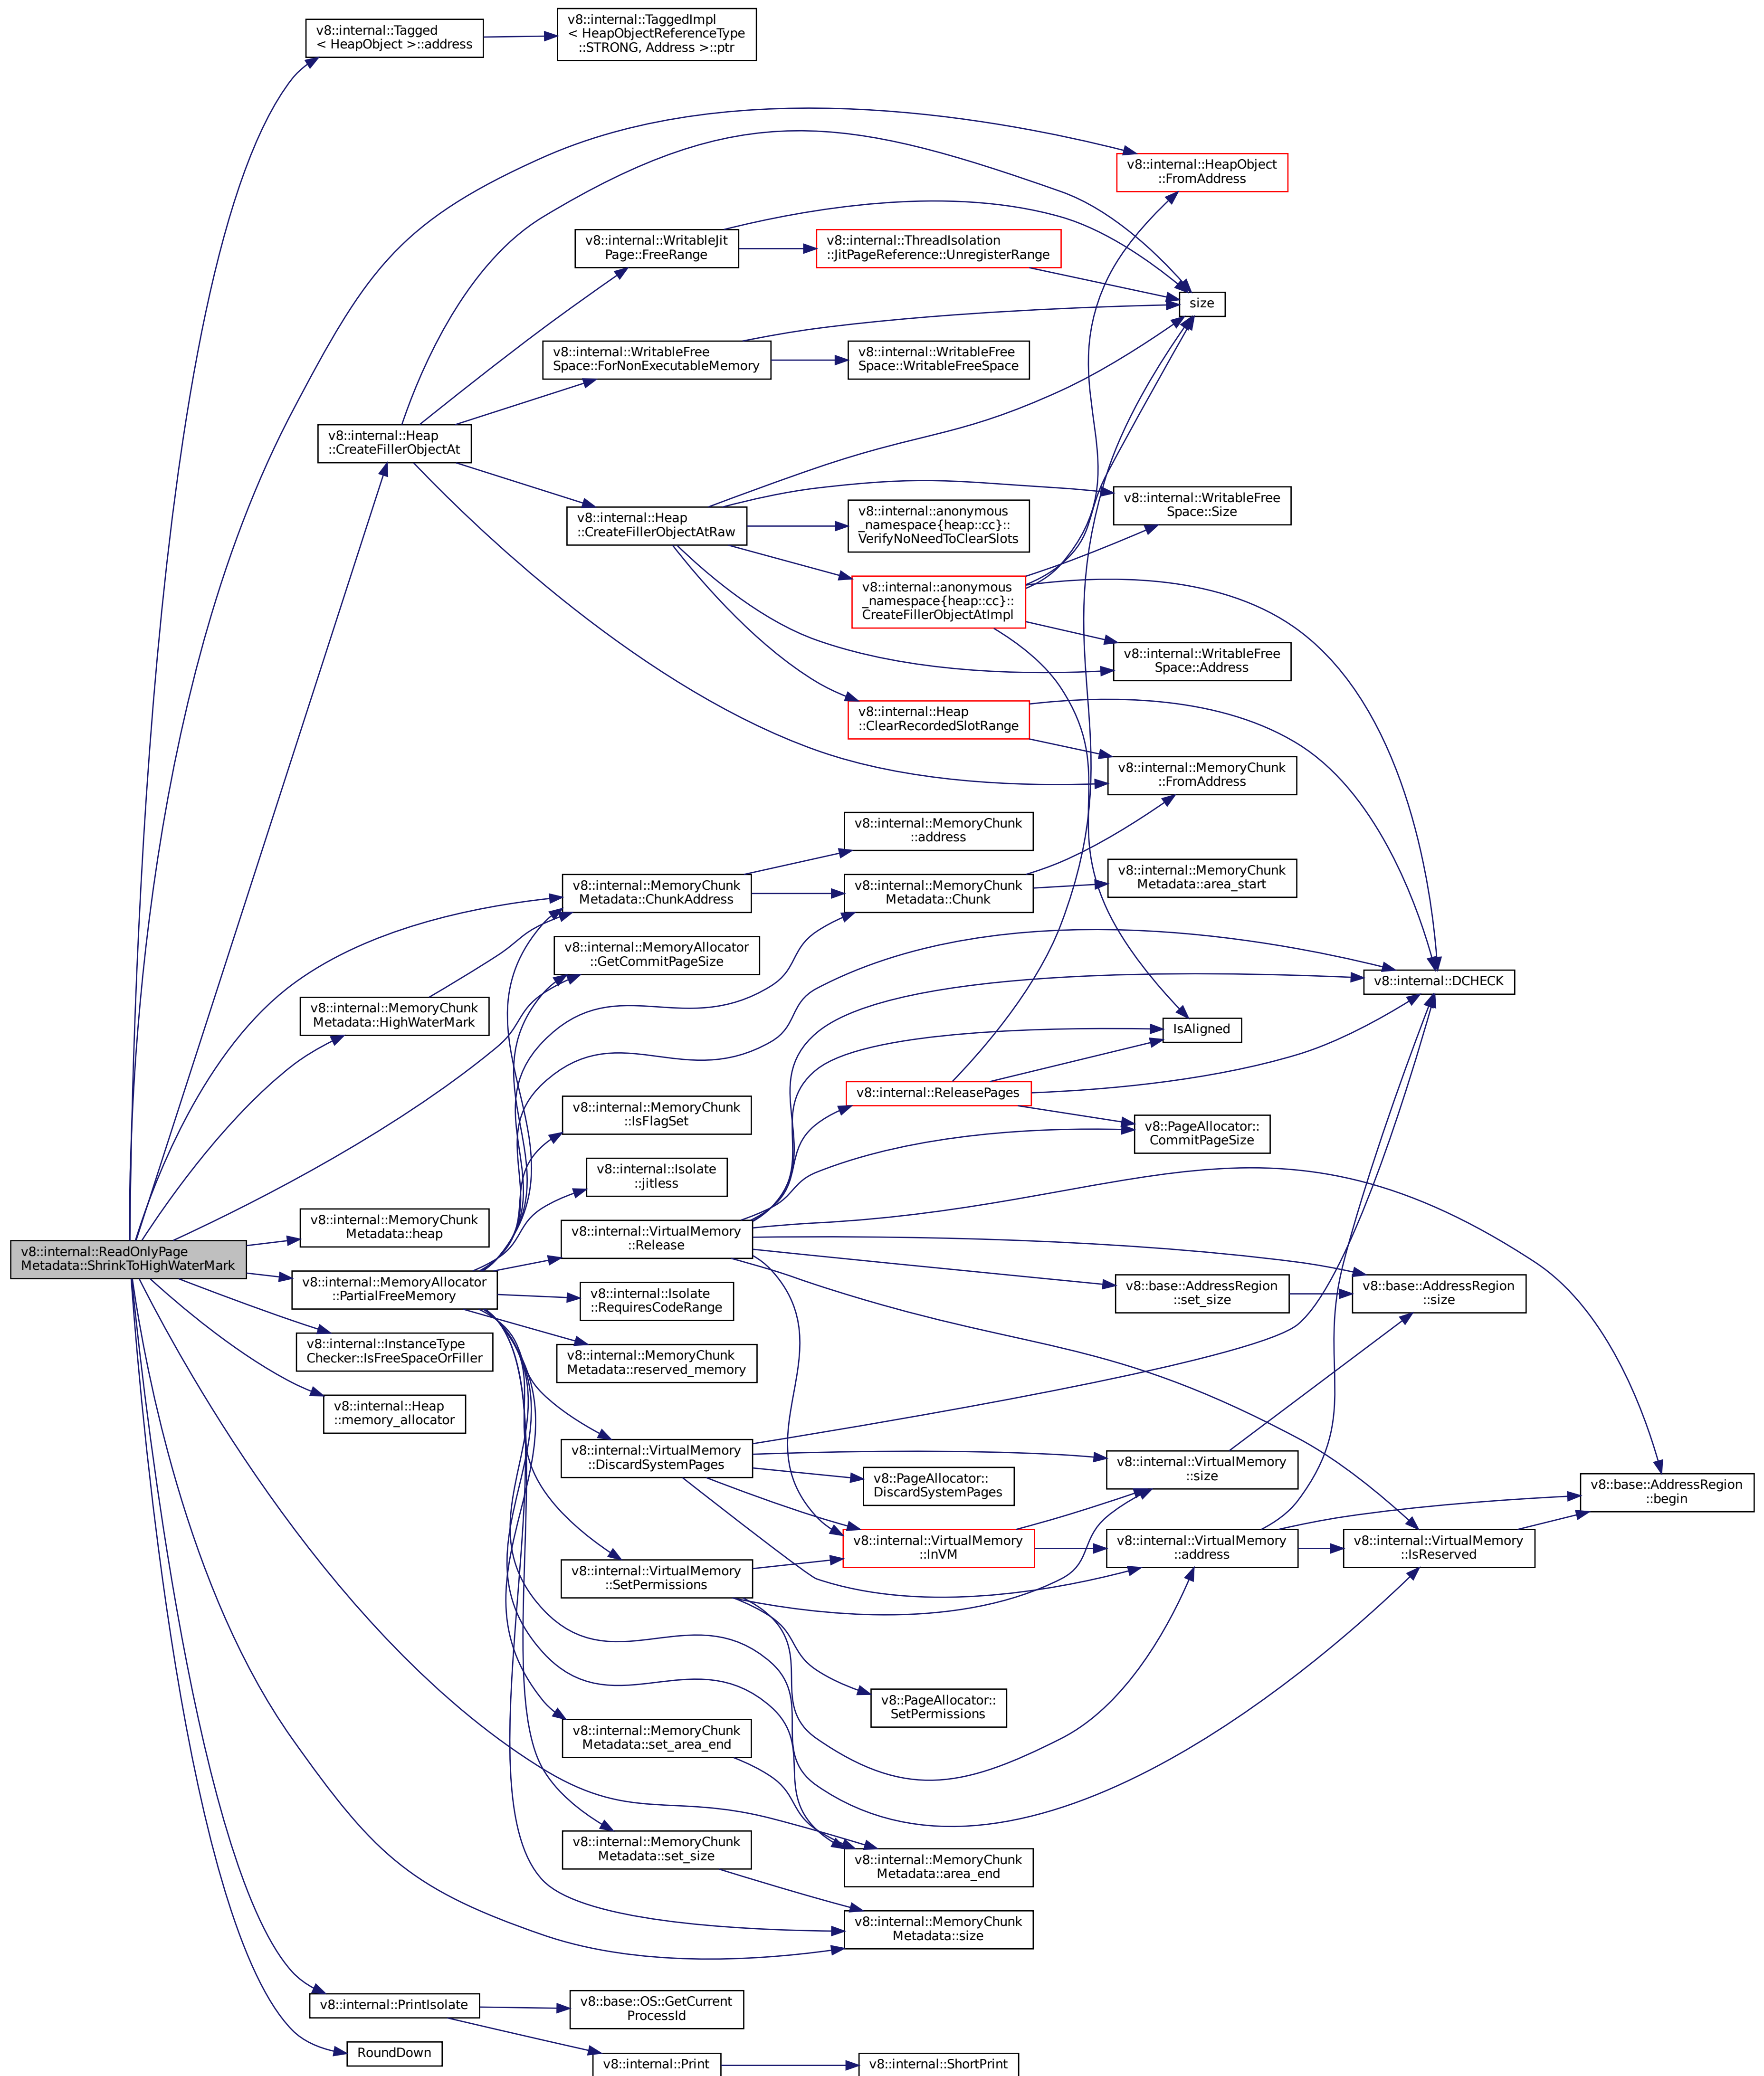 v8::internal::Tagged
< HeapObject >::address
v8::internal::TaggedImpl
< HeapObjectReferenceType
::STRONG, Address >::ptr
v8::internal::HeapObject
::FromAddress
v8::internal::WritableJit
Page::FreeRange
v8::internal::ThreadIsolation
::JitPageReference::UnregisterRange
size
v8::internal::WritableFree
Space::ForNonExecutableMemory
v8::internal::WritableFree
Space::WritableFreeSpace
v8::internal::Heap
::CreateFillerObjectAt
v8::internal::Heap
::CreateFillerObjectAtRaw
v8::internal::anonymous
_namespace{heap::cc}::
VerifyNoNeedToClearSlots
v8::internal::WritableFree
Space::Size
v8::internal::anonymous
_namespace{heap::cc}::
CreateFillerObjectAtImpl
v8::internal::WritableFree
Space::Address
v8::internal::Heap
::ClearRecordedSlotRange
v8::internal::MemoryChunk
::FromAddress
v8::internal::MemoryChunk
::address
v8::internal::MemoryChunk
Metadata::ChunkAddress
v8::internal::MemoryChunk
Metadata::Chunk
v8::internal::MemoryChunk
Metadata::area_start
v8::internal::MemoryAllocator
::GetCommitPageSize
v8::internal::DCHECK
v8::internal::MemoryChunk
Metadata::HighWaterMark
IsAligned
v8::internal::ReleasePages
v8::internal::MemoryChunk
::IsFlagSet
v8::PageAllocator::
CommitPageSize
v8::internal::Isolate
::jitless
v8::internal::MemoryChunk
Metadata::heap
v8::internal::VirtualMemory
::Release
v8::internal::ReadOnlyPage
Metadata::ShrinkToHighWaterMark
v8::internal::MemoryAllocator
::PartialFreeMemory
v8::internal::Isolate
::RequiresCodeRange
v8::base::AddressRegion
::set_size
v8::base::AddressRegion
::size
v8::internal::InstanceType
Checker::IsFreeSpaceOrFiller
v8::internal::MemoryChunk
Metadata::reserved_memory
v8::internal::Heap
::memory_allocator
v8::internal::VirtualMemory
::DiscardSystemPages
v8::PageAllocator::
DiscardSystemPages
v8::internal::VirtualMemory
::size
v8::base::AddressRegion
::begin
v8::internal::VirtualMemory
::InVM
v8::internal::VirtualMemory
::address
v8::internal::VirtualMemory
::IsReserved
v8::internal::VirtualMemory
::SetPermissions
v8::PageAllocator::
SetPermissions
v8::internal::MemoryChunk
Metadata::set_area_end
v8::internal::MemoryChunk
Metadata::set_size
v8::internal::MemoryChunk
Metadata::area_end
v8::internal::MemoryChunk
Metadata::size
v8::internal::PrintIsolate
v8::base::OS::GetCurrent
ProcessId
RoundDown
v8::internal::Print
v8::internal::ShortPrint